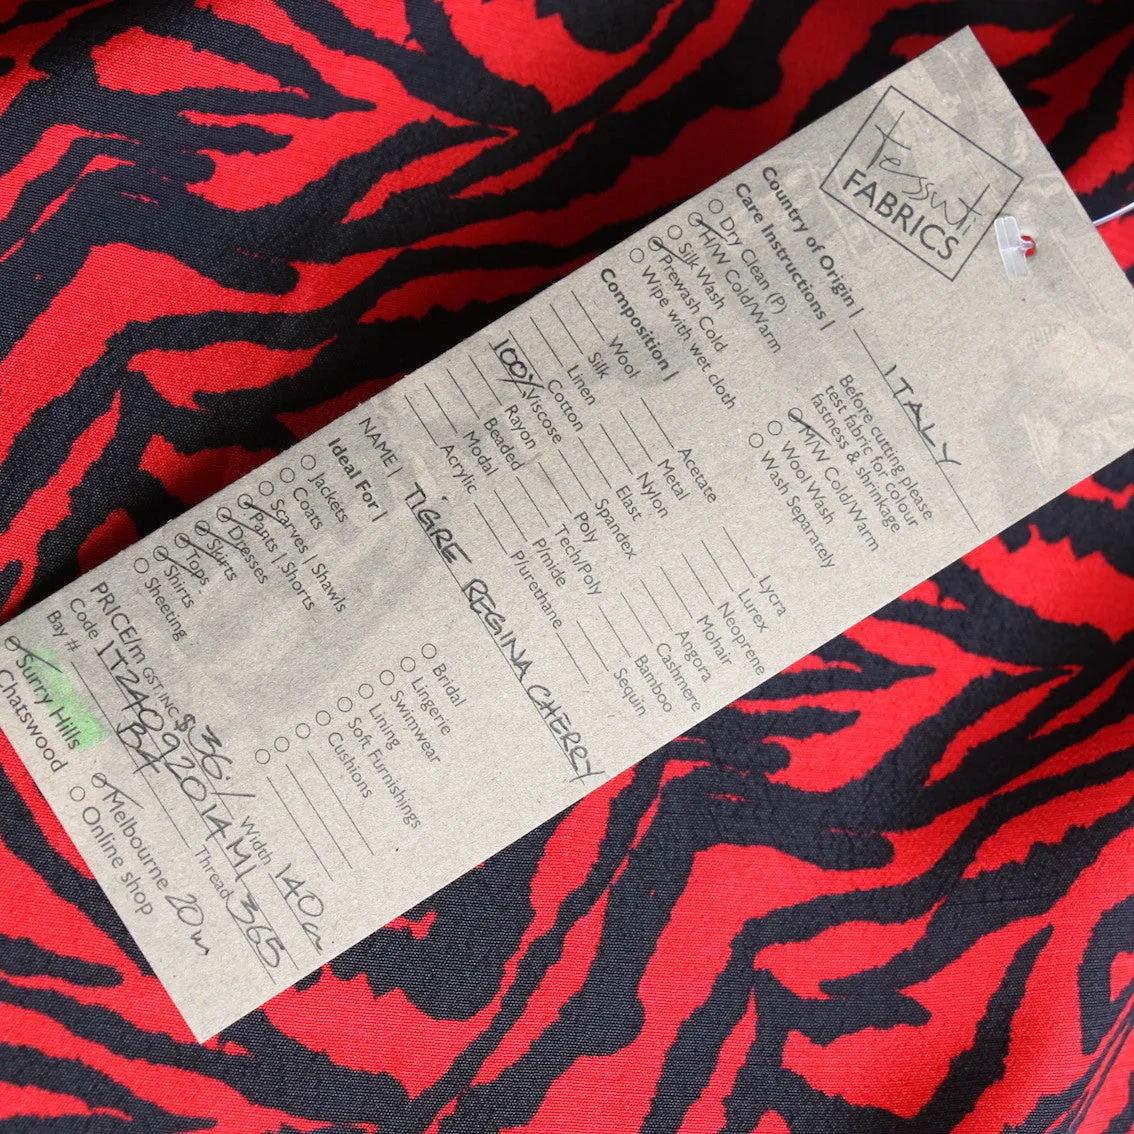 Tessuti
FABRICS
Country of Origin | ITALY
Care Instructions |
Before cutting please
test fabric for colour
fastness & shrinkage
Dry Clean (P)
H/W Cold/Warm
M/W Cold/Warm
Silk Wash
Wool Wash
Prewash Cold
Wash Separately
Wipe with wet cloth
Composition |
Wool
Acetate
Lycra
Silk
Metal
Lurex
Linen
Nylon
Neoprene
Cotton
Elast
Mohair
100% Viscose
Spandex
Angora
Rayon
Poly
Cashmere
Beaded
Tech/Poly
Bamboo
Modal
P/mide
Sequin
Acrylic
P/urethane
NAME | TIGRE REGINA CHERRY
Ideal For |
Jackets
Bridal
Coats
Lingerie
Scarves | Shawls
Swimwear
Pants | Shorts
Lining
Dresses
Soft Furnishings
Skirts
Cushions
Tops
Shirts
Sheeting
PRICE/m GST INC $36./ Width 140cm
Code IT24092014MI Thread 365
Bay # B4
Surry Hills
Melbourne 20m
Chatswood
Online shop